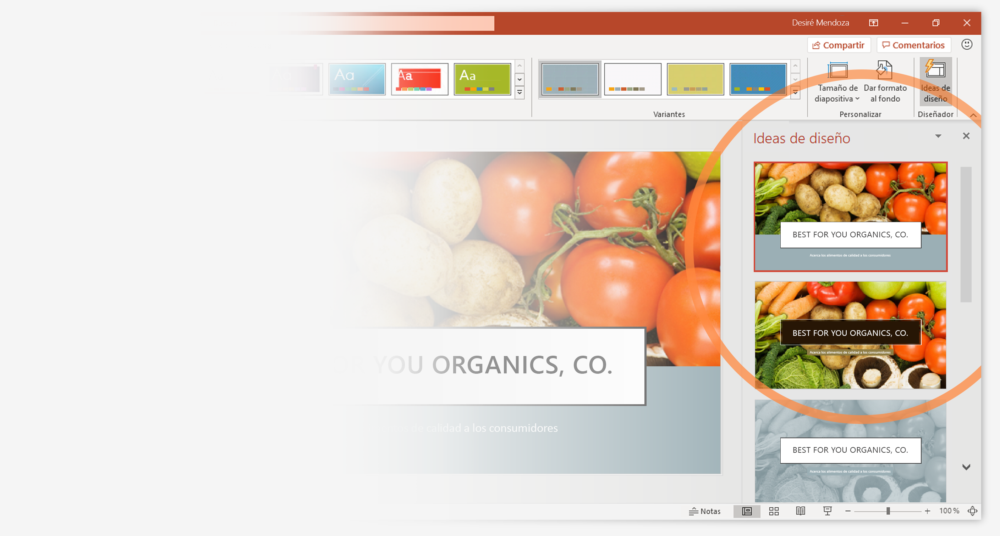 Desiré Mendoza
Compartir
Comentarios
Aa
Aa
Aa
Aa
Tamaño de
diapositiva
Dar formato
al fondo
Ideas de
diseño
Variantes
Personalizar
Diseñador
Ideas de diseño
BEST FOR YOU ORGANICS, CO.
Acerca los alimentos de calidad a los consumidores
BEST FOR YOU ORGANICS, CO.
Acerca los alimentos de calidad a los consumidores
BEST FOR YOU ORGANICS, CO.
Acerca los alimentos de calidad a los consumidores
OR YOU ORGANICS, CO.
os de calidad a los consumidores
Notas
100 %